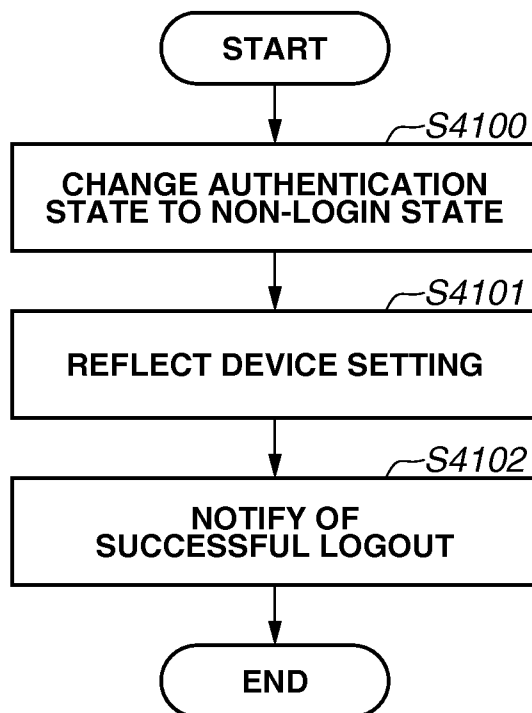 START
S4100
CHANGE AUTHENTICATION
STATE TO NON-LOGIN STATE
S4101
REFLECT DEVICE SETTING
S4102
NOTIFY OF
SUCCESSFUL LOGOUT
END